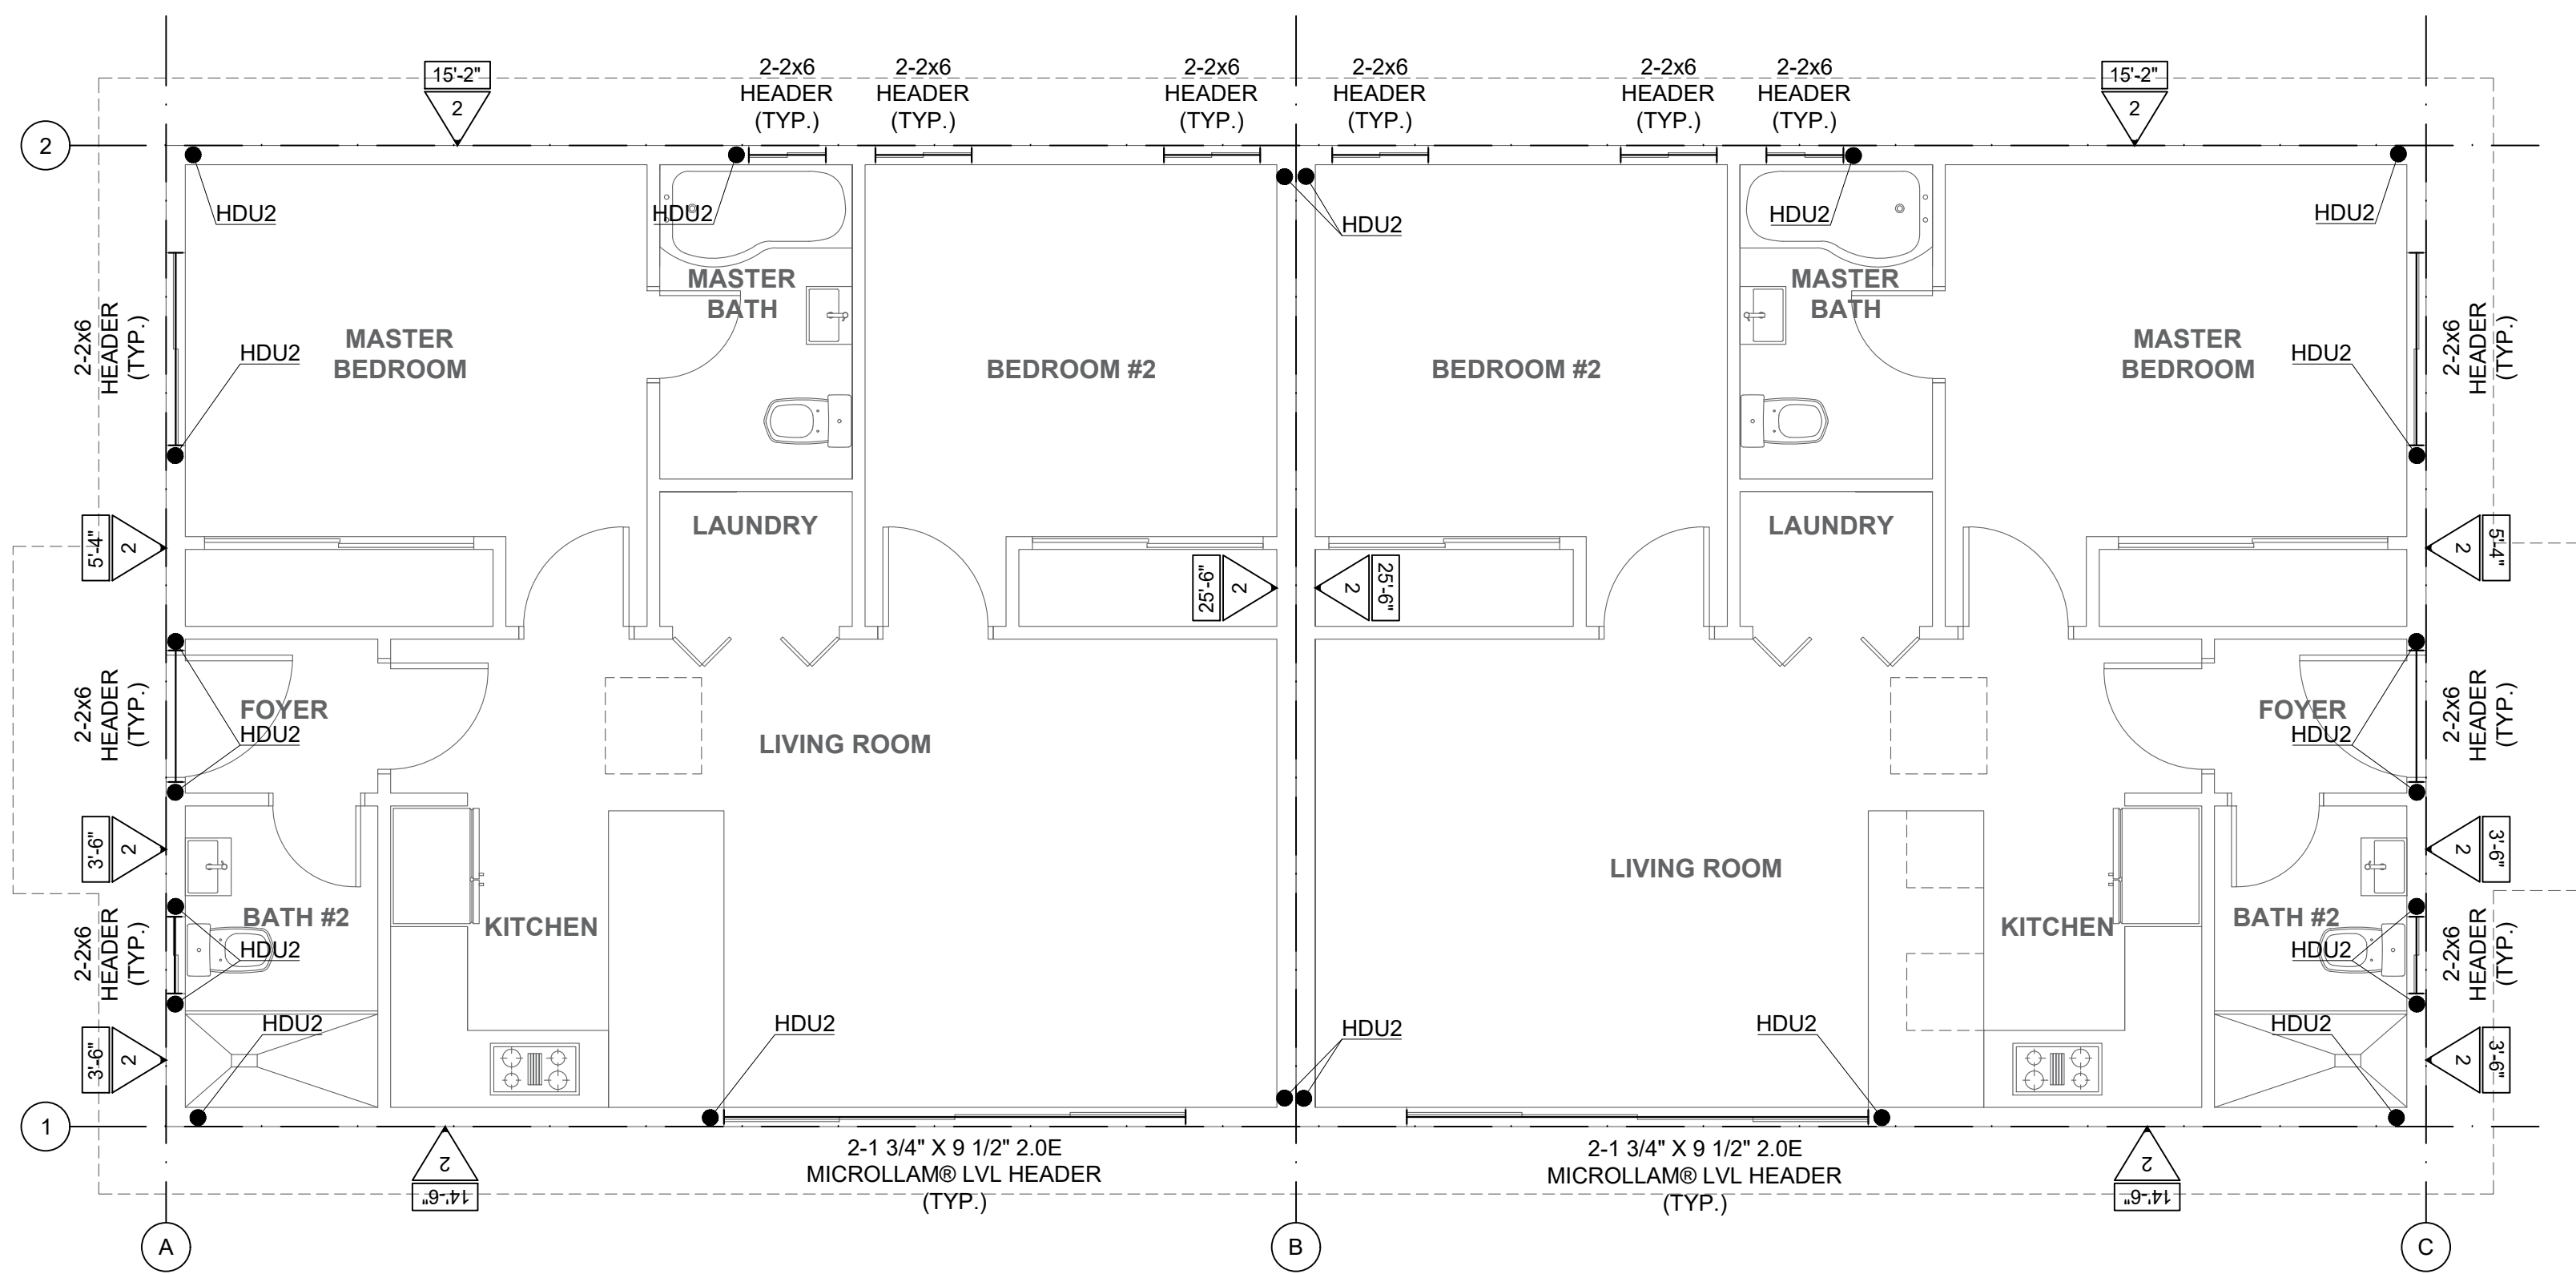 15'-2"
2
2-2x6
HEADER
(TYP.)
2-2x6
HEADER
(TYP.)
2-2x6
HEADER
(TYP.)
2-2x6
HEADER
(TYP.)
2-2x6
HEADER
(TYP.)
2-2x6
HEADER
(TYP.)
15'-2"
2
2
HDU2
HDU2
HDU2
HDU2
HDU2
2-2x6
HEADER
(TYP.)
MASTER
BEDROOM
HDU2
MASTER
BATH
BEDROOM #2
BEDROOM #2
MASTER
BATH
MASTER
BEDROOM
HDU2
2-2x6
HEADER
(TYP.)
5'-4"
2
LAUNDRY
25'-6"
2
2
25'-6"
LAUNDRY
2
5'-4"
2-2x6
HEADER
(TYP.)
FOYER
HDU2
LIVING ROOM
FOYER
HDU2
2-2x6
HEADER
(TYP.)
3'-6"
2
LIVING ROOM
2
3'-6"
2-2x6
HEADER
(TYP.)
BATH #2
HDU2
KITCHEN
KITCHEN
BATH #2
HDU2
2-2x6
HEADER
(TYP.)
3'-6"
2
HDU2
HDU2
HDU2
HDU2
HDU2
2
3'-6"
1
2
14'-6"
2-1 3/4" X 9 1/2" 2.0E
MICROLLAM® LVL HEADER
(TYP.)
2-1 3/4" X 9 1/2" 2.0E
MICROLLAM® LVL HEADER
(TYP.)
2
14'-6"
A
B
C